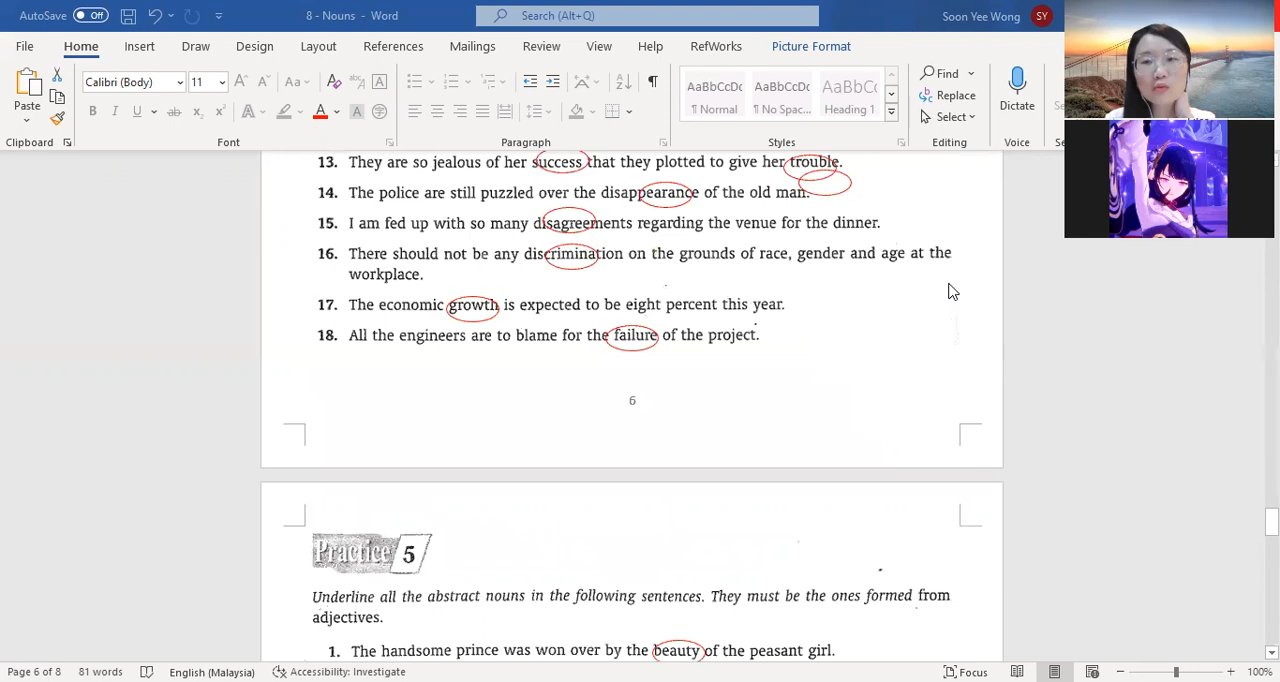 AutoSave Off 8 - Nouns - Word Search (Alt+Q) Soon Yee Wong SY
File Home Insert Draw Design Layout References Mailings Review View Help RefWorks Picture Format
Paste Calibri (Body) 11 AaBbCcDc AaBbCcDc AaBbC Find Replace Select Dictate
¶ Normal ¶ No Spac... Heading 1
Clipboard Font Paragraph Styles Editing Voice
13. They are so jealous of her success that they plotted to give her trouble.
14. The police are still puzzled over the disappearance of the old man.
15. I am fed up with so many disagreements regarding the venue for the dinner.
16. There should not be any discrimination on the grounds of race, gender and age at the
workplace.
17. The economic growth is expected to be eight percent this year.
18. All the engineers are to blame for the failure of the project.
6
Practice 5
Underline all the abstract nouns in the following sentences. They must be the ones formed from
adjectives.
1. The handsome prince was won over by the beauty of the peasant girl.
Page 6 of 8 81 words English (Malaysia) Accessibility: Investigate Focus 100%